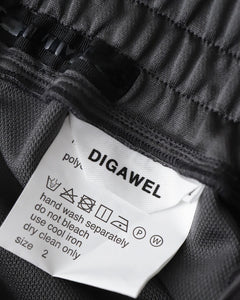 DIGAWEL
poly
hand wash separately
do not bleach
use cool iron
dry clean only
size 2